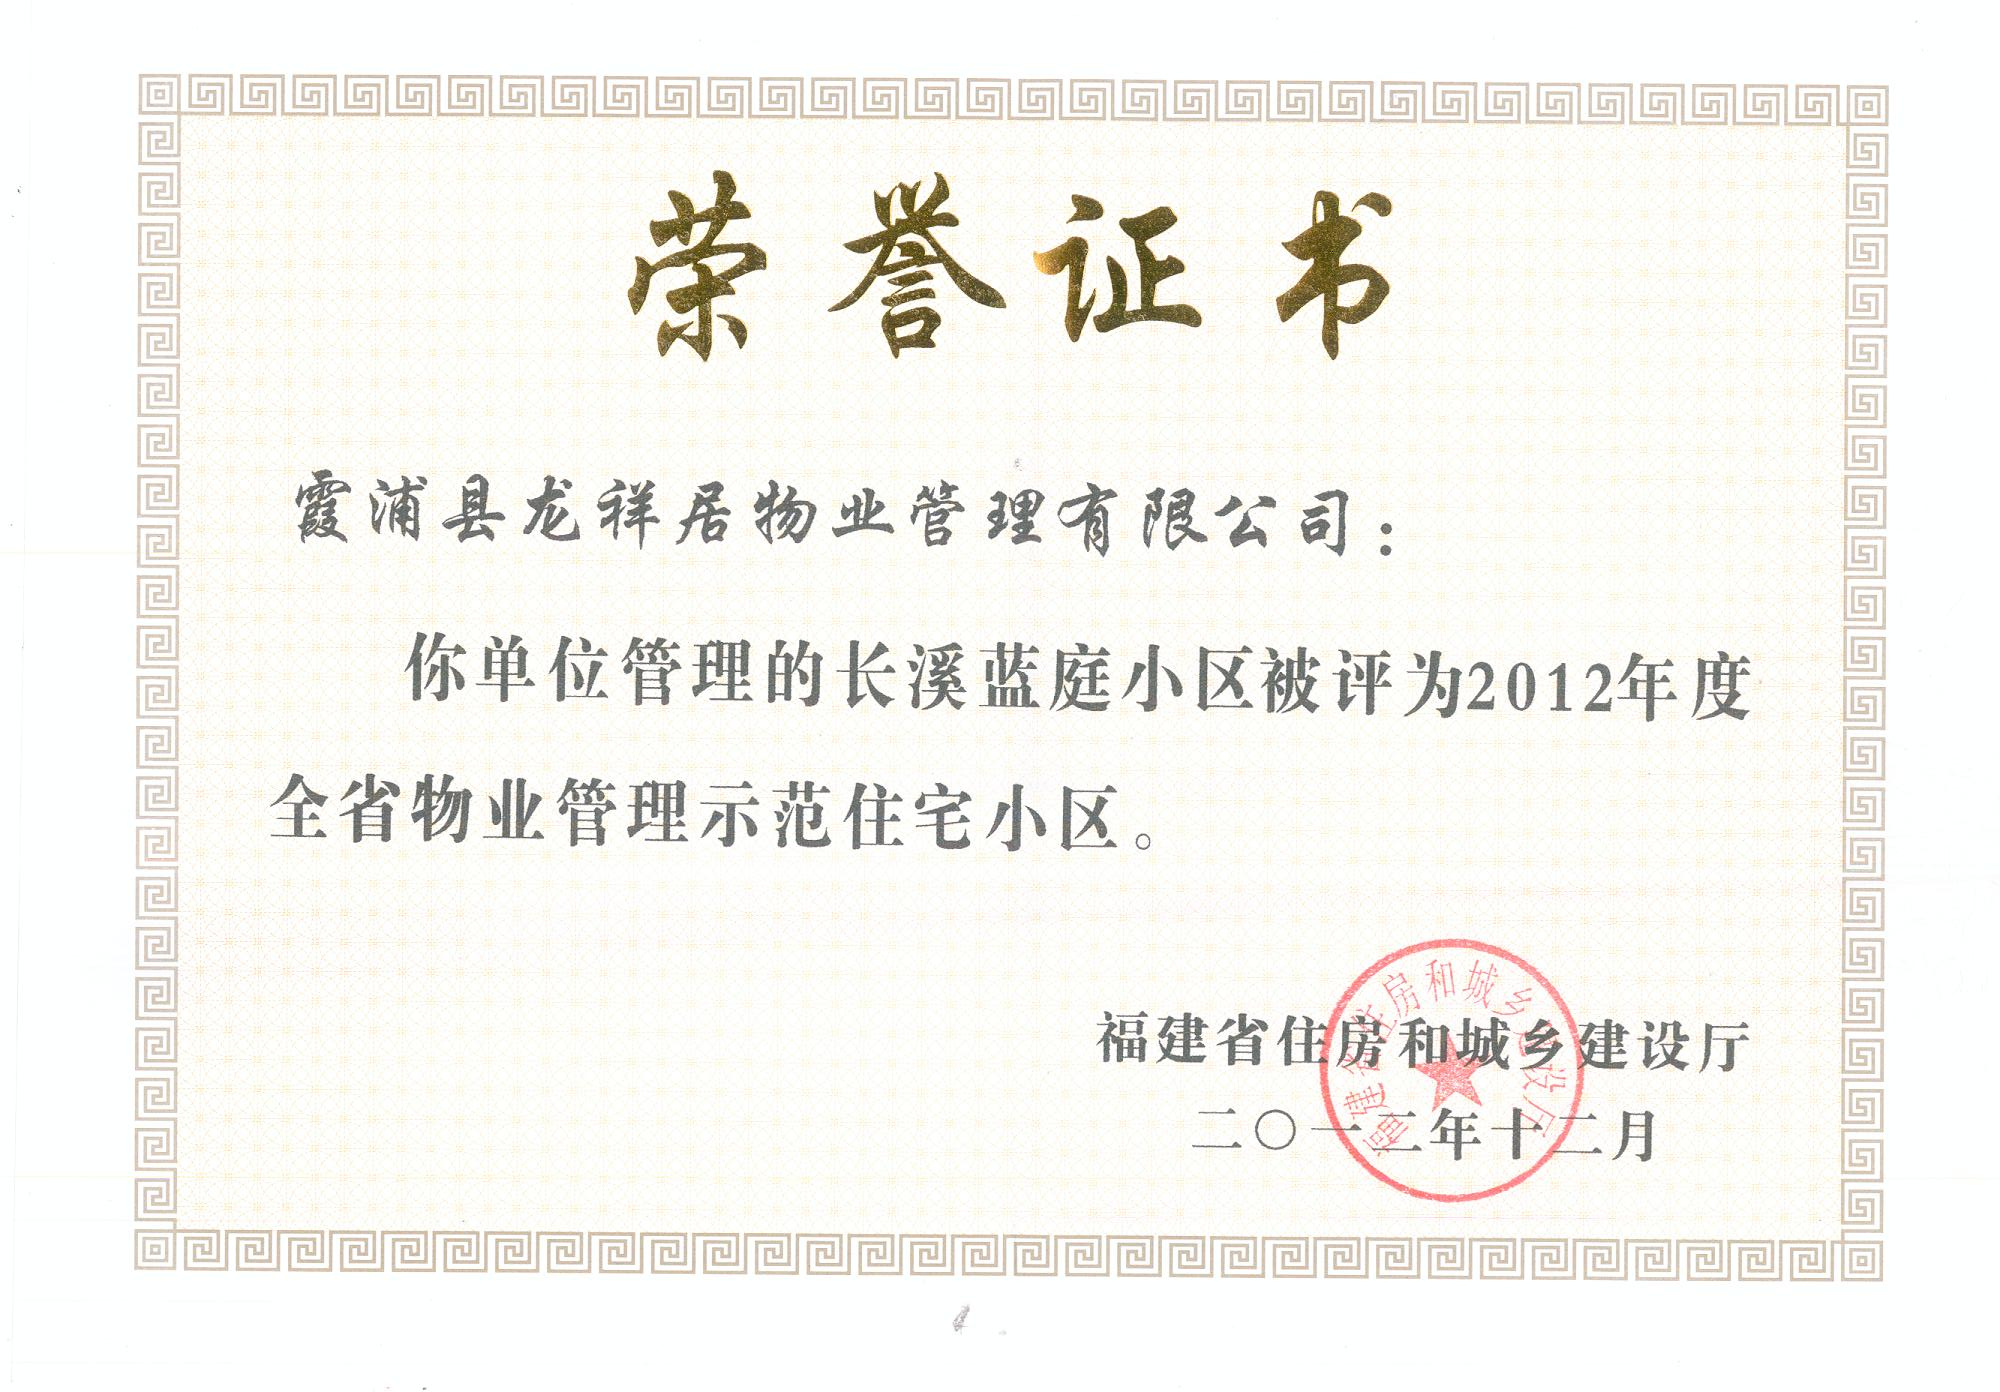 荣誉证书
霞浦县龙祥居物业管理有限公司：
你单位管理的长溪蓝庭小区被评为2012年度
全省物业管理示范住宅小区。
福建省住房和城乡建设厅
二〇一二年十二月
福建省住房和城乡建设厅